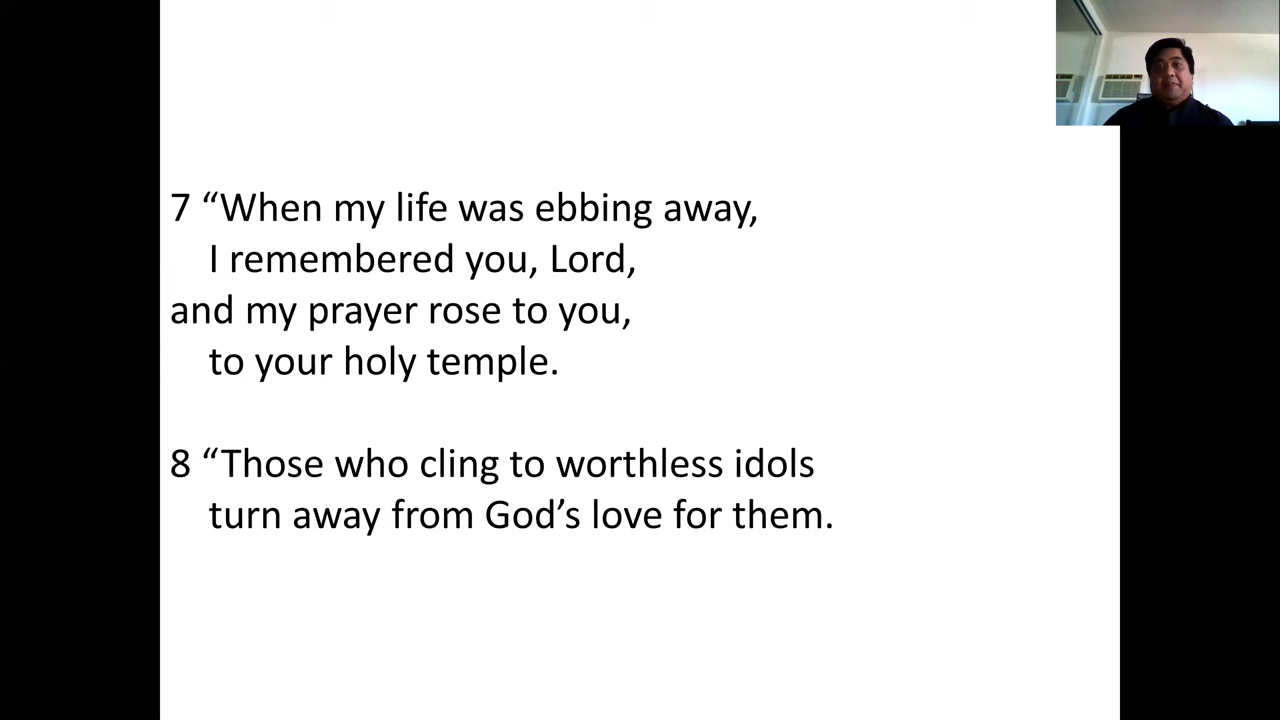 7 “When my life was ebbing away,
I remembered you, Lord,
and my prayer rose to you,
to your holy temple.
8 “Those who cling to worthless idols
turn away from God’s love for them.